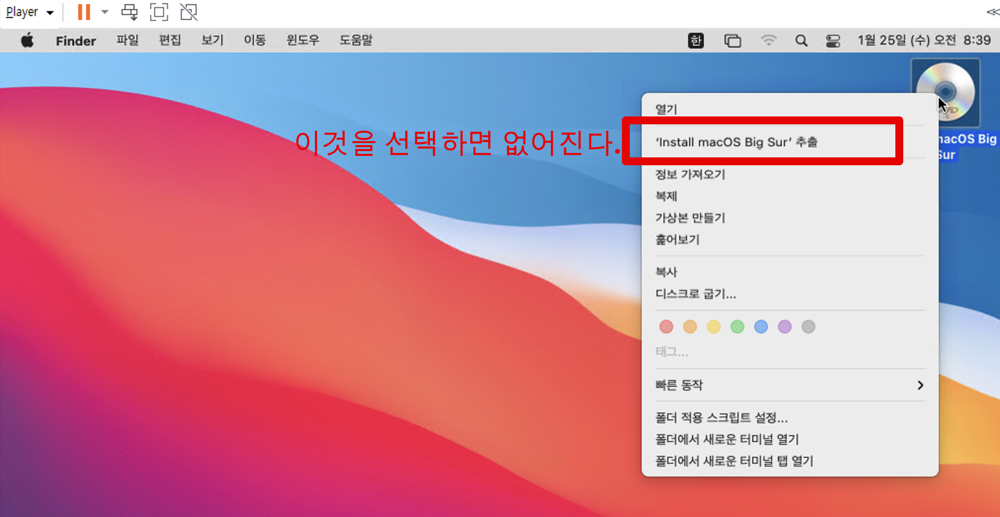 Player
Finder 파일 편집 보기 이동 윈도우 도움말 한 1월 25일 (수) 오전 8:39
열기
이것을 선택하면 없어진다.
‘Install macOS Big Sur’ 추출
macOS Big
Sur
정보 가져오기
복제
가상본 만들기
훑어보기
복사
디스크로 굽기...
태그...
빠른 동작
폴더 적용 스크립트 설정...
폴더에서 새로운 터미널 열기
폴더에서 새로운 터미널 탭 열기